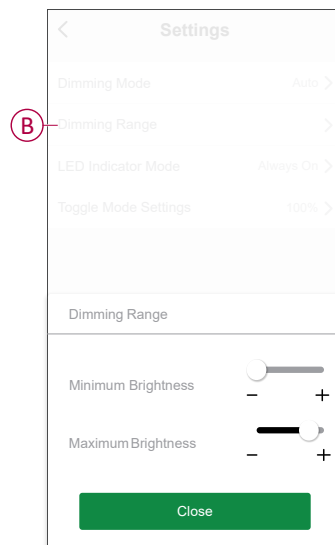 Settings
Dimming Mode Auto
B Dimming Range
LED Indicator Mode Always On
Toggle Mode Settings 100%
Dimming Range
Minimum Brightness
- +
Maximum Brightness
- +
Close